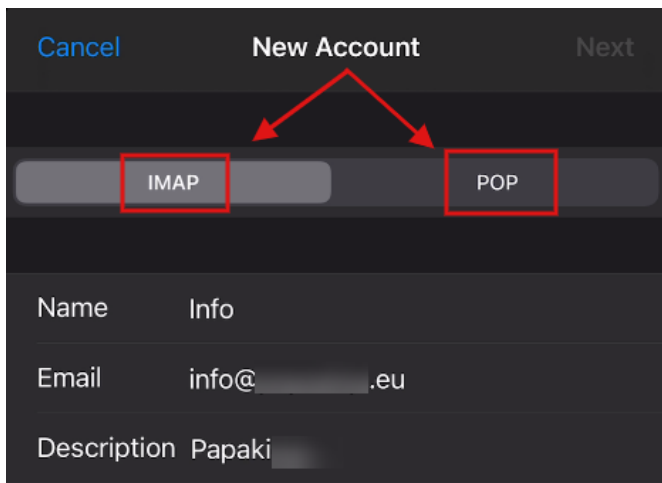 Cancel New Account Next
IMAP POP
Name Info
Email info@ .eu
Description Papaki